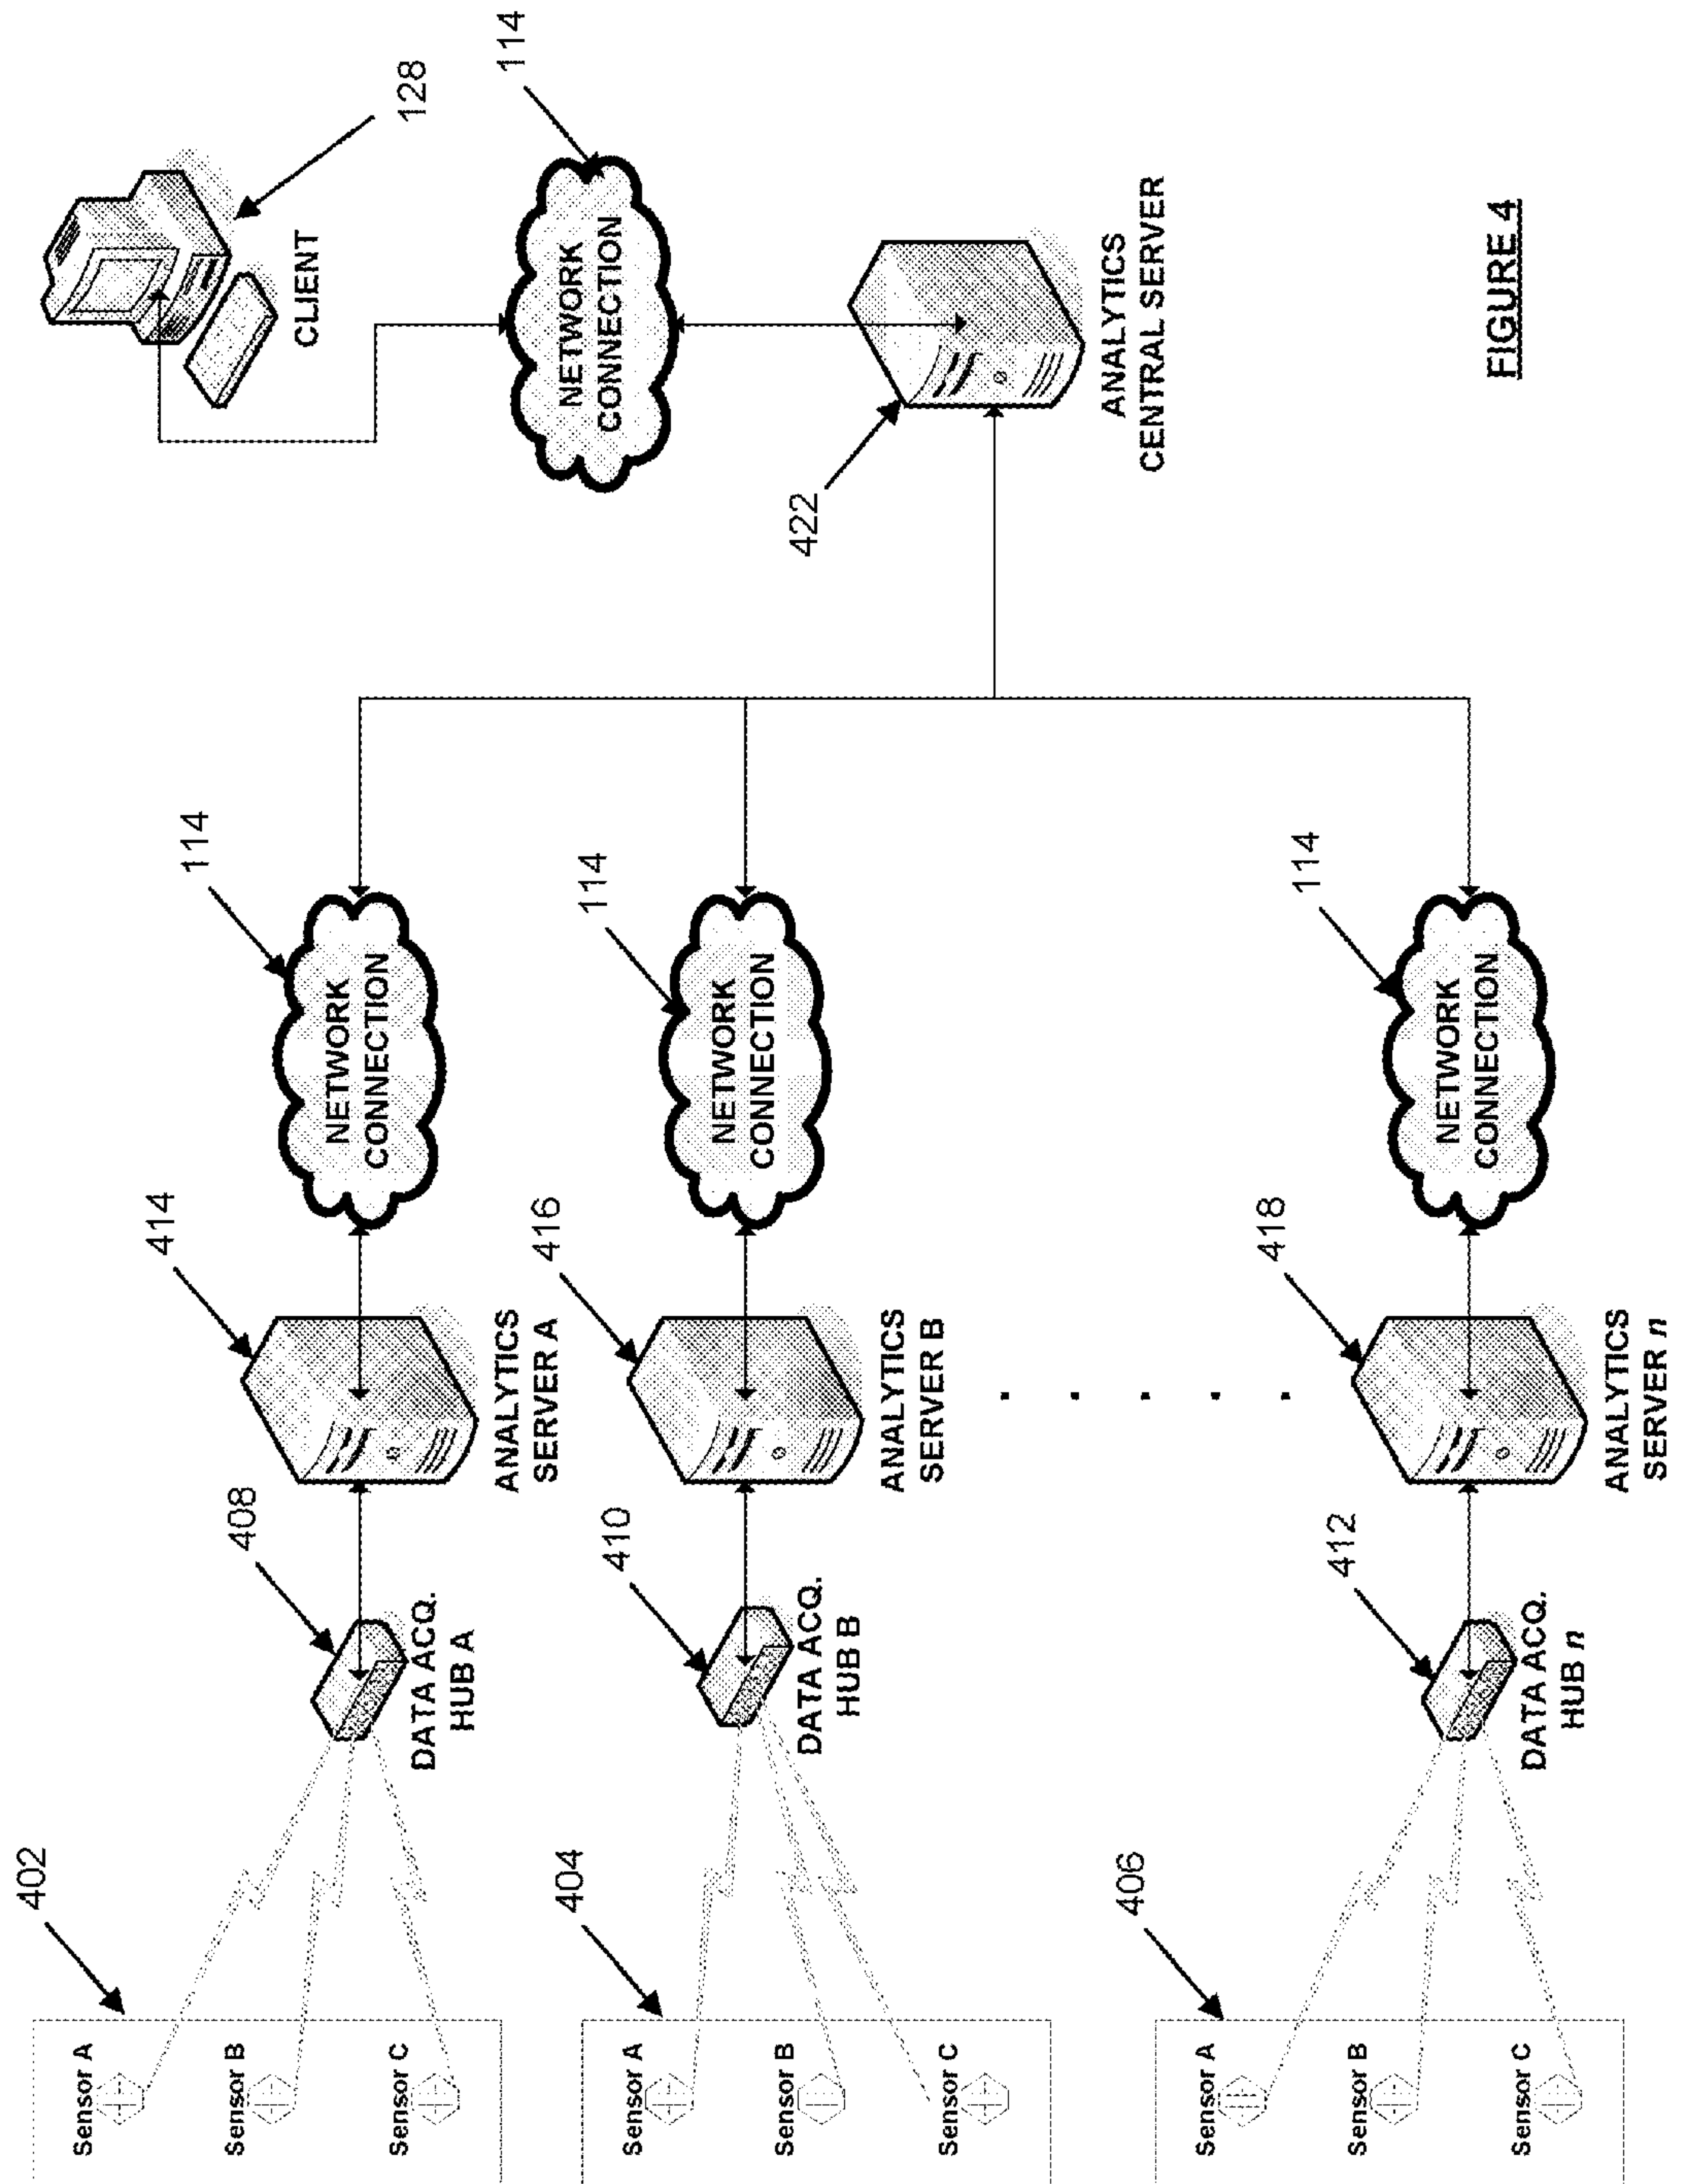 402
Sensor A
Sensor B
Sensor C
408
DATA ACQ.
HUB A
414
ANALYTICS
SERVER A
114
NETWORK
CONNECTION
404
Sensor A
Sensor B
Sensor C
410
DATA ACQ.
HUB B
416
ANALYTICS
SERVER B
114
NETWORK
CONNECTION
406
Sensor A
Sensor B
Sensor C
412
DATA ACQ.
HUB n
418
ANALYTICS
SERVER n
114
NETWORK
CONNECTION
128
CLIENT
114
NETWORK
CONNECTION
422
ANALYTICS
CENTRAL SERVER
FIGURE 4